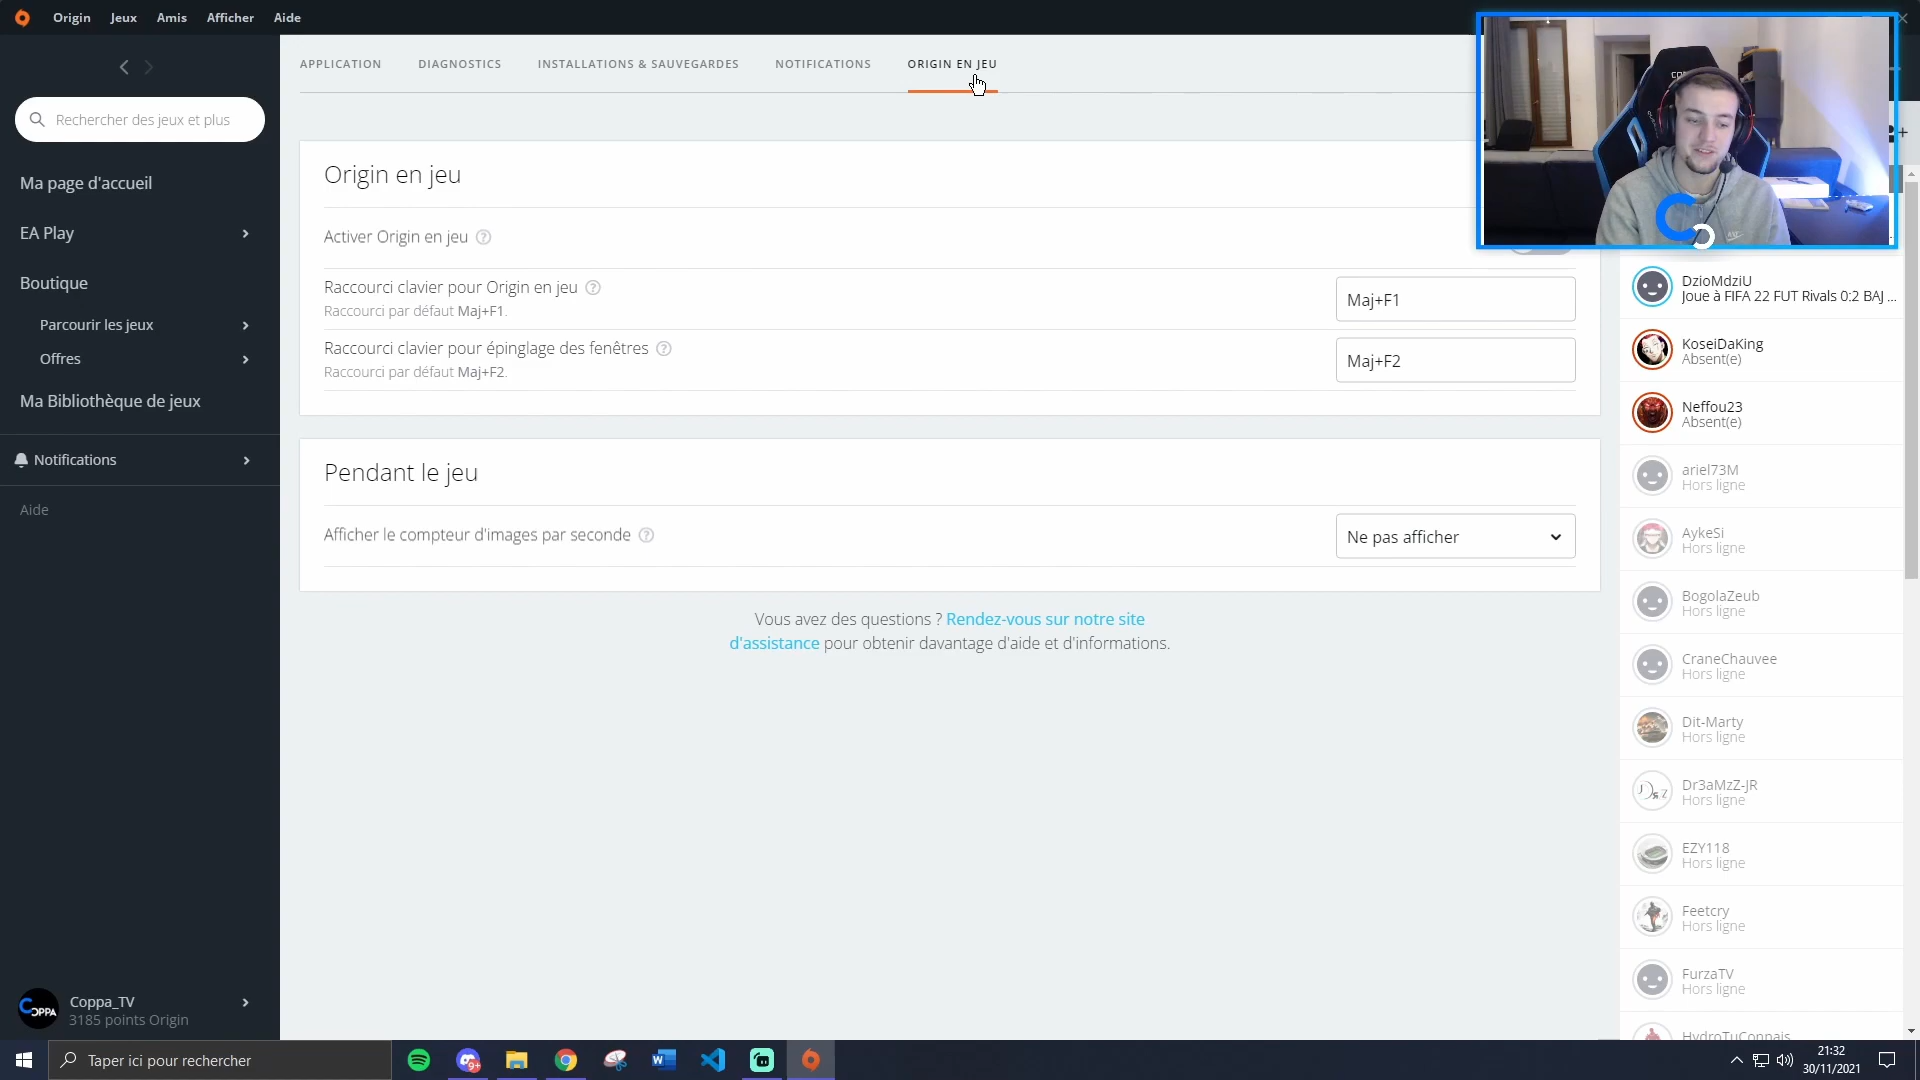 Origin Jeux Amis Afficher Aide
APPLICATION DIAGNOSTICS INSTALLATIONS & SAUVEGARDES NOTIFICATIONS ORIGIN EN JEU
Rechercher des jeux et plus
Ma page d'accueil
EA Play
Boutique
Parcourir les jeux
Offres
Ma Bibliothèque de jeux
Notifications
Aide
COPPA
Coppa_TV
3185 points Origin
Origin en jeu
Activer Origin en jeu ?
Raccourci clavier pour Origin en jeu ?
Raccourci par défaut Maj+F1.
Maj+F1
Raccourci clavier pour épinglage des fenêtres ?
Raccourci par défaut Maj+F2.
Maj+F2
Pendant le jeu
Afficher le compteur d'images par seconde ?
Ne pas afficher
Vous avez des questions ? Rendez-vous sur notre site
d'assistance pour obtenir davantage d'aide et d'informations.
DzioMdziU
Joue à FIFA 22 FUT Rivals 0:2 BAJ ...
KoseiDaKing
Absent(e)
Neffou23
Absent(e)
ariel73M
Hors ligne
AykeSi
Hors ligne
BogolaZeub
Hors ligne
CraneChauvee
Hors ligne
Dit-Marty
Hors ligne
Dr3aMzZ-JR
Hors ligne
EZY118
Hors ligne
Feetcry
Hors ligne
FurzaTV
Hors ligne
HydroTuConnais
Taper ici pour rechercher
9+
21:32
30/11/2021